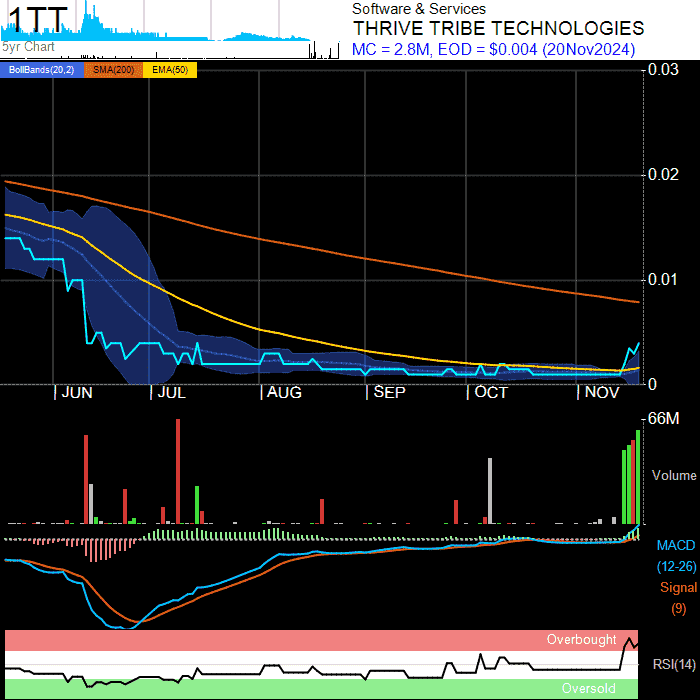 1TT
5yr Chart
Software & Services
THRIVE TRIBE TECHNOLOGIES
MC = 2.8M, EOD = $0.004 (20Nov2024)
BollBands(20,2) SMA(200) EMA(50)
0.03
0.02
0.01
0
JUN JUL AUG SEP OCT NOV
66M
Volume
MACD
(12-26)
Signal
(9)
Overbought
RSI(14)
Oversold